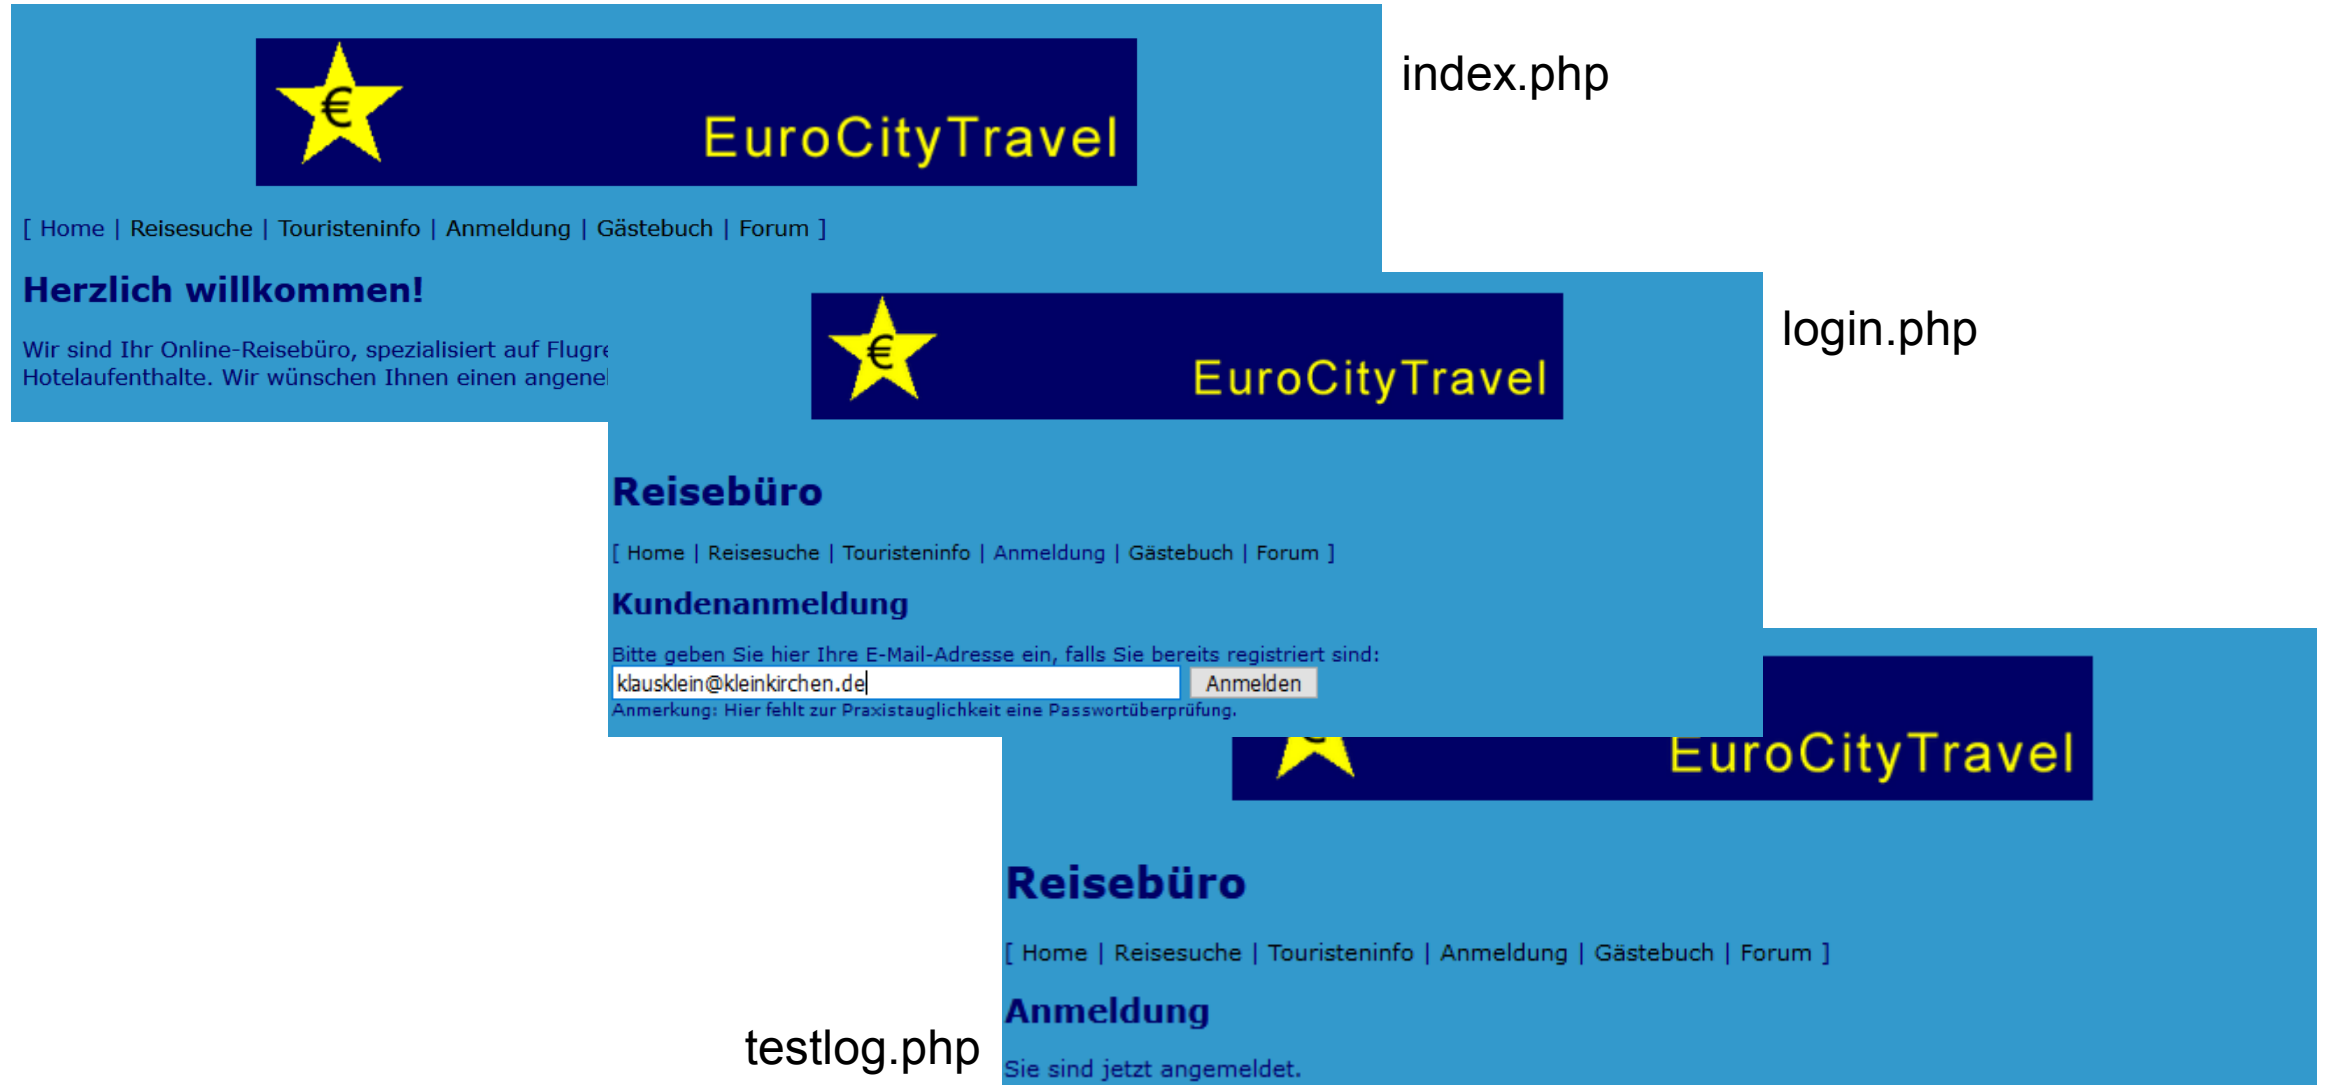 €
EuroCityTravel
index.php
[ Home | Reisesuche | Touristeninfo | Anmeldung | Gästebuch | Forum ]
Herzlich willkommen!
Wir sind Ihr Online-Reisebüro, spezialisiert auf
Hotelaufenthalte. Wir wünschen Ihnen einen
€
EuroCityTravel
login.php
Reisebüro
[ Home | Reisesuche | Touristeninfo | Anmeldung | Gästebuch | Forum ]
Kundenanmeldung
Bitte geben Sie hier Ihre E-Mail-Adresse ein, falls Sie bereits registriert sind:
klausklein@kleinkirchen.de Anmelden
Anmerkung: Hier fehlt zur Praxistauglichkeit eine Passwortüberprüfung.
EuroCityTravel
Reisebüro
[ Home | Reisesuche | Touristeninfo | Anmeldung | Gästebuch | Forum ]
Anmeldung
testlog.php
Sie sind jetzt angemeldet.